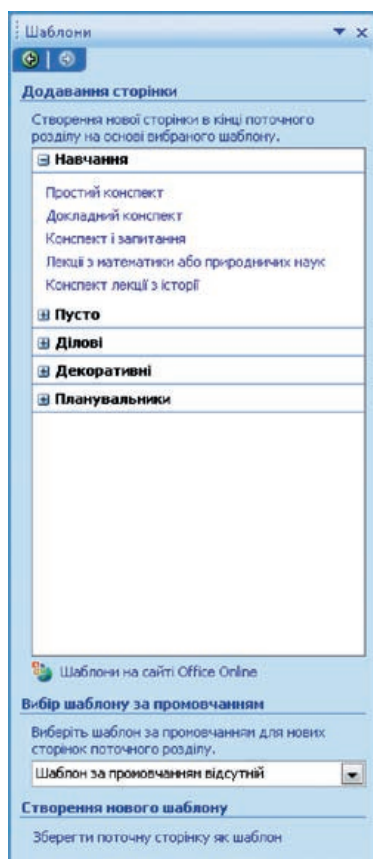 Шаблони
Додавання сторінки
Створення нової сторінки в кінці поточного
розділу на основі вибраного шаблону.
Навчання
Простий конспект
Докладний конспект
Конспект і запитання
Лекції з математики або природничих наук
Конспект лекції з історії
Пусто
Ділові
Декоративні
Планувальники
Шаблони на сайті Office Online
Вибір шаблону за промовчанням
Виберіть шаблон за промовчанням для нових
сторінок поточного розділу.
Шаблон за промовчанням відсутній
Створення нового шаблону
Зберегти поточну сторінку як шаблон